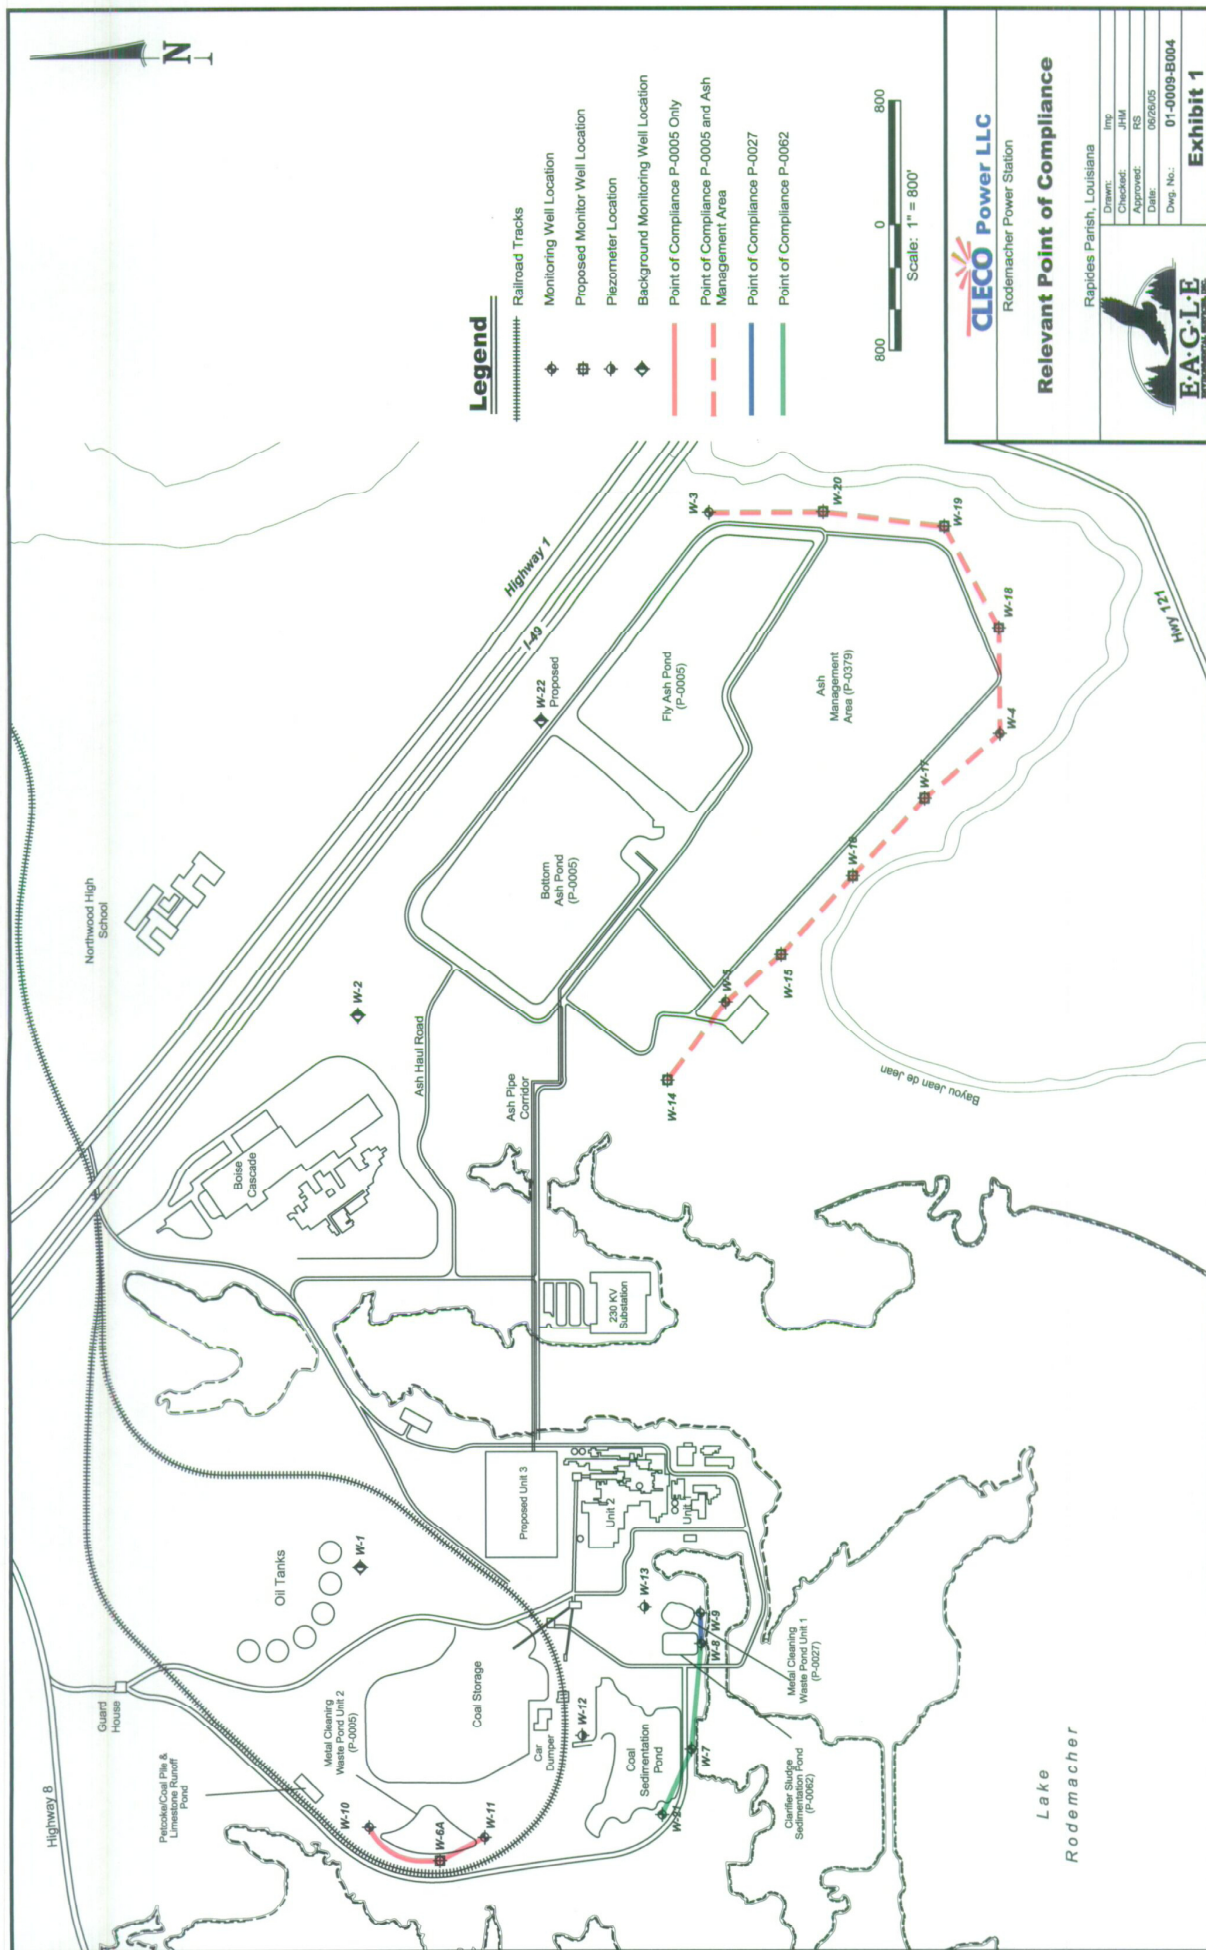 N
Legend
Railroad Tracks
Monitoring Well Location
Proposed Monitor Well Location
Piezometer Location
Background Monitoring Well Location
Point of Compliance P-0005 Only
Point of Compliance P-0005 and Ash
Management Area
Point of Compliance P-0027
Point of Compliance P-0062
800
0
800
Scale: 1" = 800'
CLECO Power LLC
Rodemacher Power Station
Relevant Point of Compliance
Rapides Parish, Louisiana
E·A·G·L·E
Drawn:
lmp
Checked:
JHM
Approved:
RS
Date:
06/26/05
Dwg. No.:
01-0009-B004
Exhibit 1
Highway 8
Guard
House
Petcoke/Coal Pile &
Limestone Runoff
Pond
Oil Tanks
W-1
Metal Cleaning
Waste Pond Unit 2
(P-0005)
W-10
W-6A
W-11
Coal Storage
Car
Dumper
W-12
Coal
Sedimentation
Pond
W-21
W-7
W-8
W-9
W-13
Clarifier Sludge
Sedimentation Pond
(P-0062)
Metal Cleaning
Waste Pond Unit 1
(P-0027)
Lake
Rodemacher
Proposed Unit 3
Unit 2
Unit
230 KV
Substation
Boise
Cascade
Northwood High
School
W-2
Ash Haul Road
Ash Pipe
Corridor
Highway 1
I-49
W-22
Proposed
Bottom
Ash Pond
(P-0005)
Fly Ash Pond
(P-0005)
Ash
Management
Area (P-0379)
W-14
W-5
W-15
W-16
W-17
W-4
W-18
W-19
W-20
W-3
Bayou Jean de Jean
Hwy 121